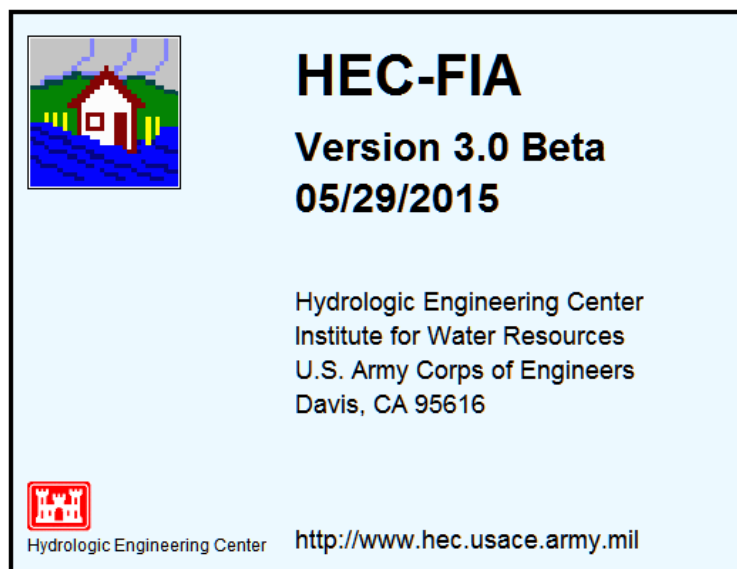 HEC-FIA
Version 3.0 Beta
05/29/2015
Hydrologic Engineering Center
Institute for Water Resources
U.S. Army Corps of Engineers
Davis, CA 95616
Hydrologic Engineering Center
http://www.hec.usace.army.mil